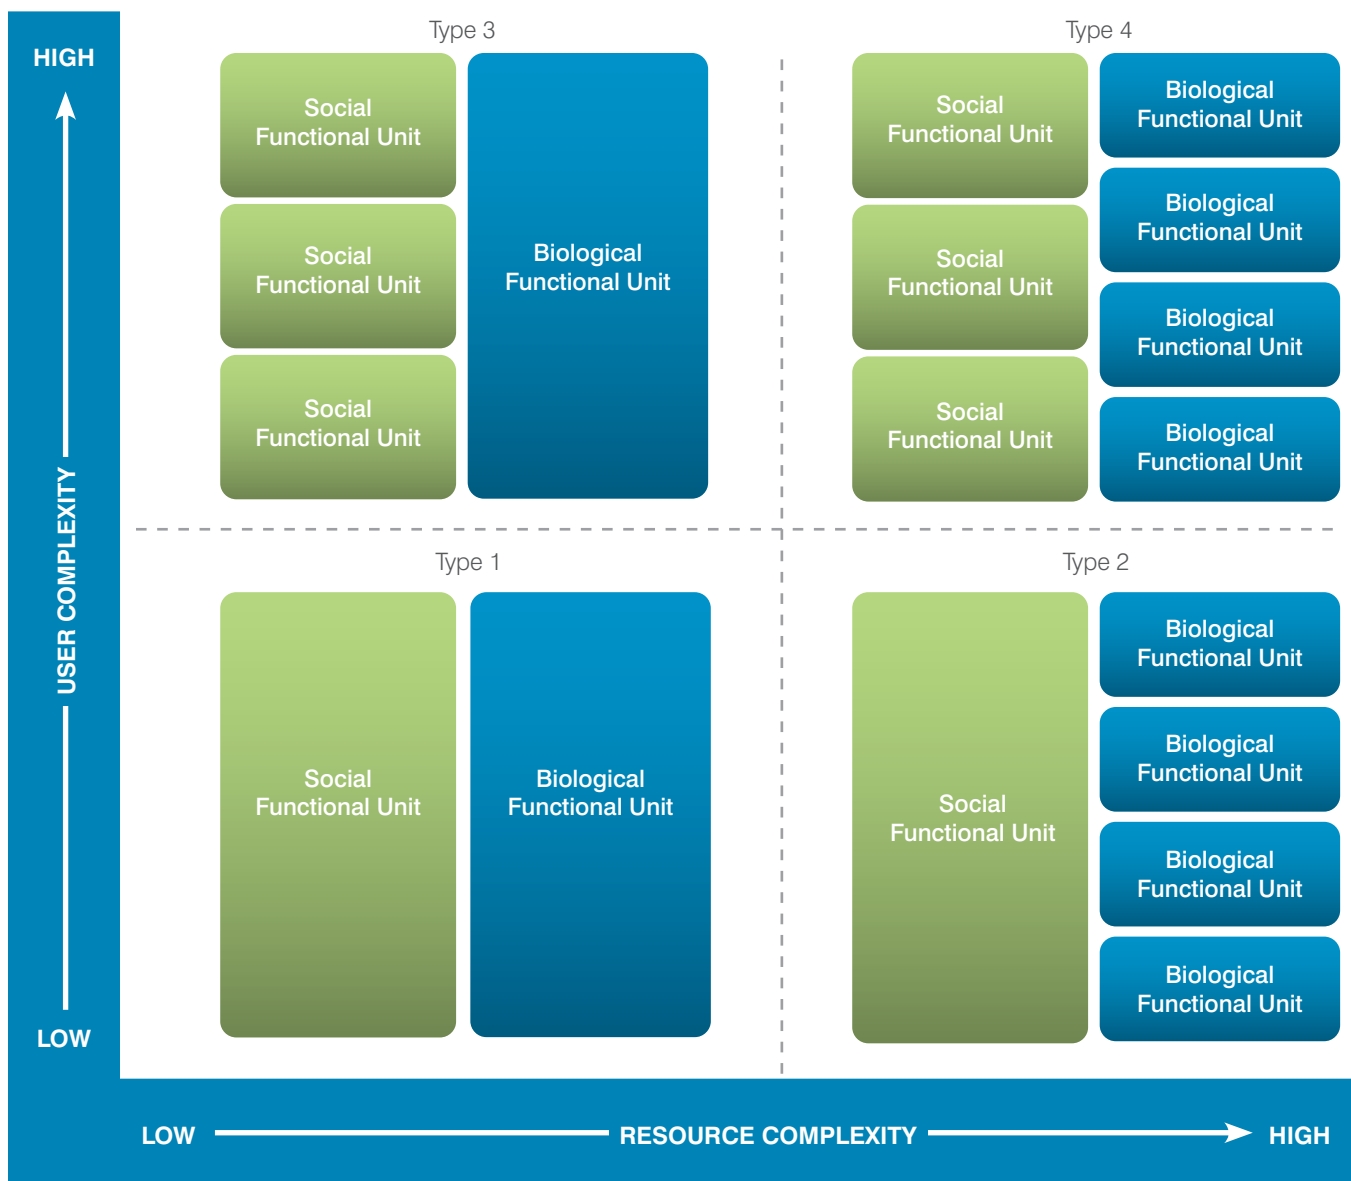 HIGH
USER COMPLEXITY
LOW
Type 3
Social
Functional Unit
Social
Functional Unit
Social
Functional Unit
Biological
Functional Unit
Type 4
Social
Functional Unit
Social
Functional Unit
Social
Functional Unit
Biological
Functional Unit
Biological
Functional Unit
Biological
Functional Unit
Biological
Functional Unit
Type 1
Social
Functional Unit
Biological
Functional Unit
Type 2
Social
Functional Unit
Biological
Functional Unit
Biological
Functional Unit
Biological
Functional Unit
Biological
Functional Unit
LOW
RESOURCE COMPLEXITY
HIGH